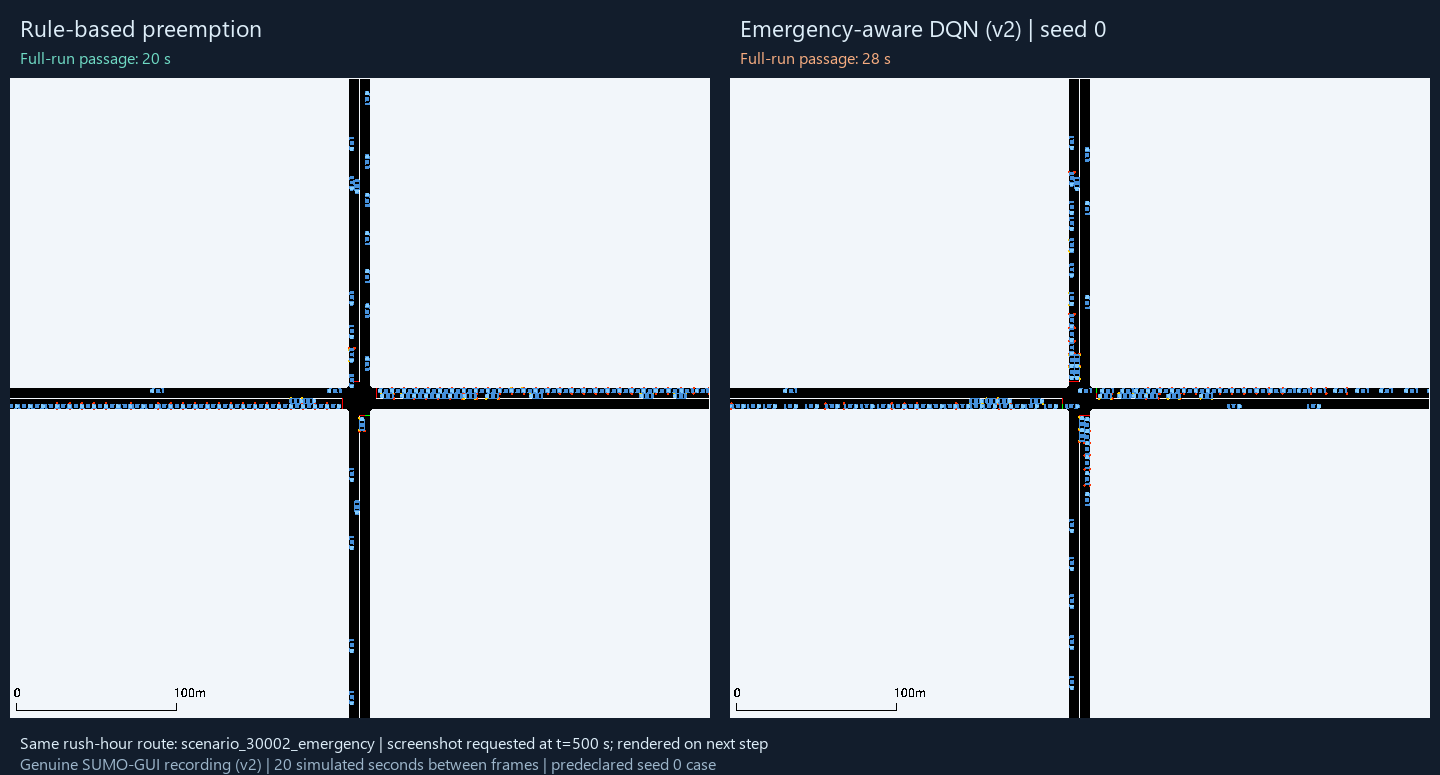 Rule-based preemption
Full-run passage: 20 s
Emergency-aware DQN (v2) | seed 0
Full-run passage: 28 s
0 100m
0 100m
Same rush-hour route: scenario_30002_emergency | screenshot requested at t=500 s; rendered on next step
Genuine SUMO-GUI recording (v2) | 20 simulated seconds between frames | predeclared seed 0 case